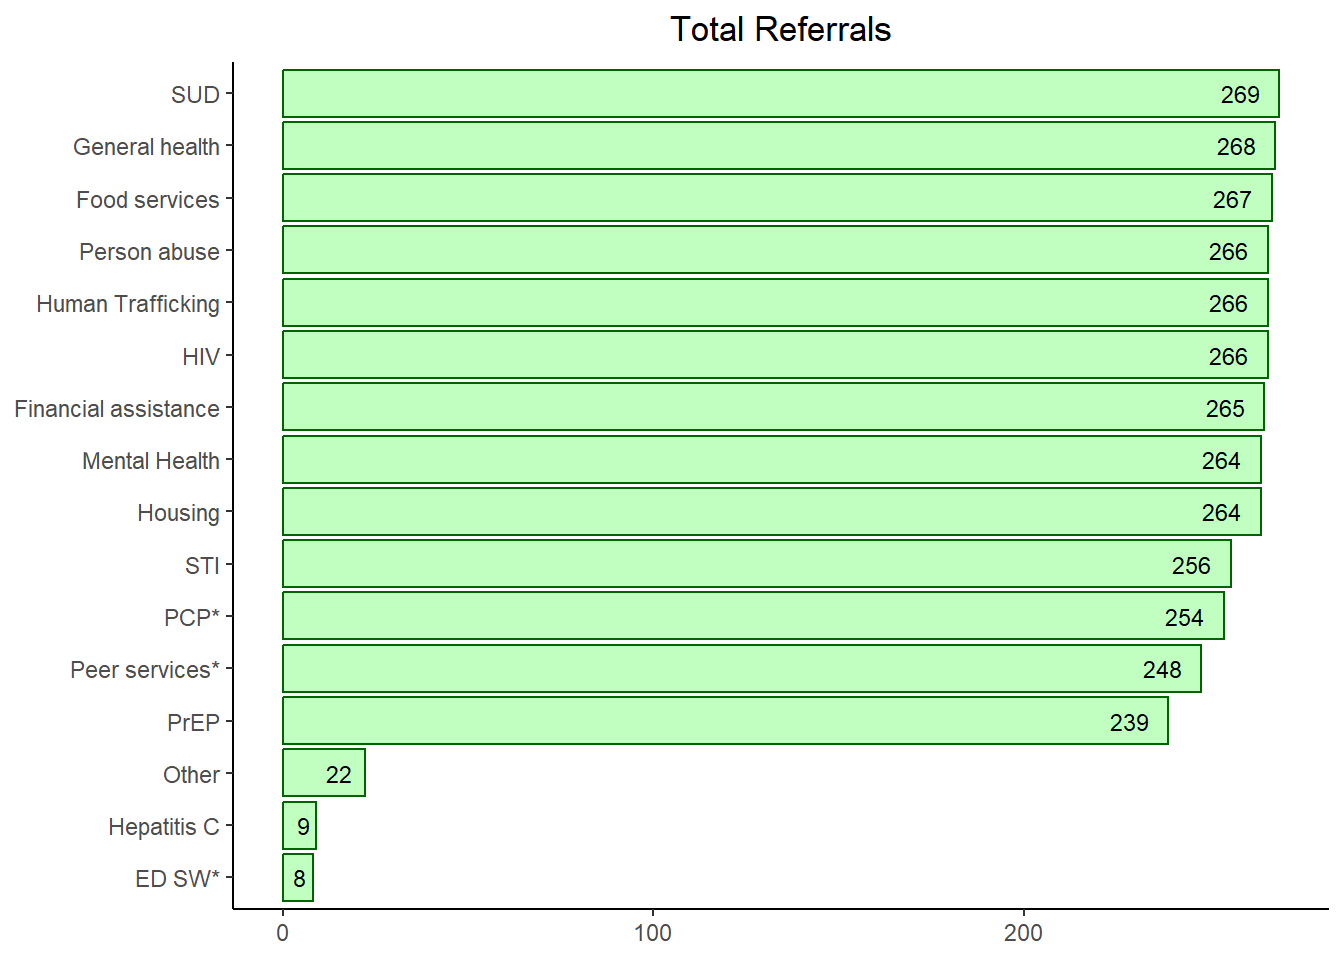 Total Referrals
SUD 269
General health 268
Food services 267
Person abuse 266
Human Trafficking 266
HIV 266
Financial assistance 265
Mental Health 264
Housing 264
STI 256
PCP* 254
Peer services* 248
PrEP 239
Other 22
Hepatitis C 9
ED SW* 8
0 100 200